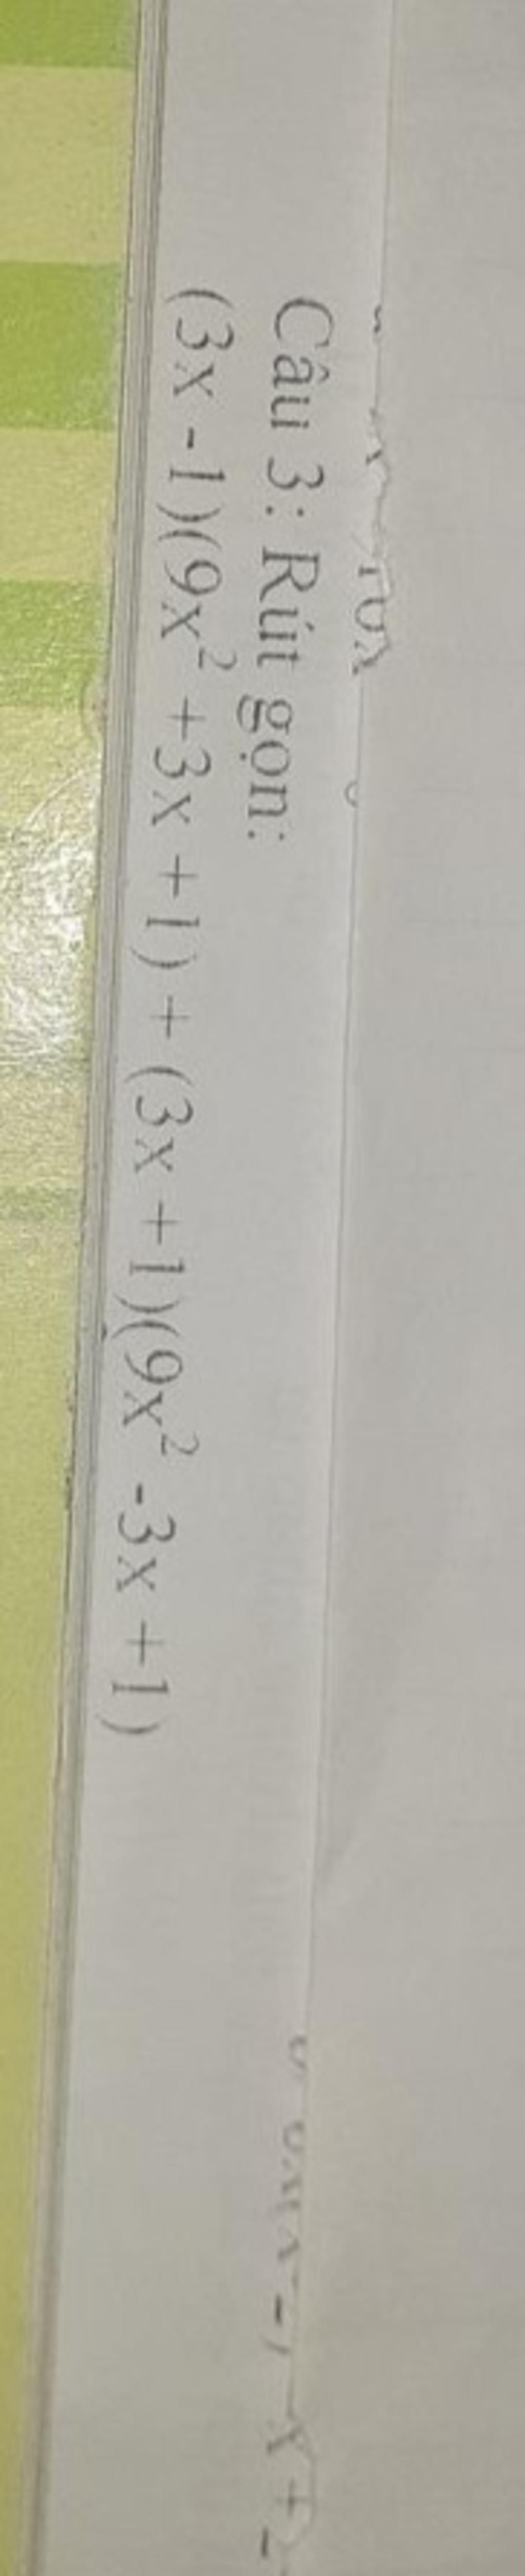 Câu 3: Rút gọn:
(3x -1)(9x² +3x +1) + (3x +1)(9x² -3x +1)